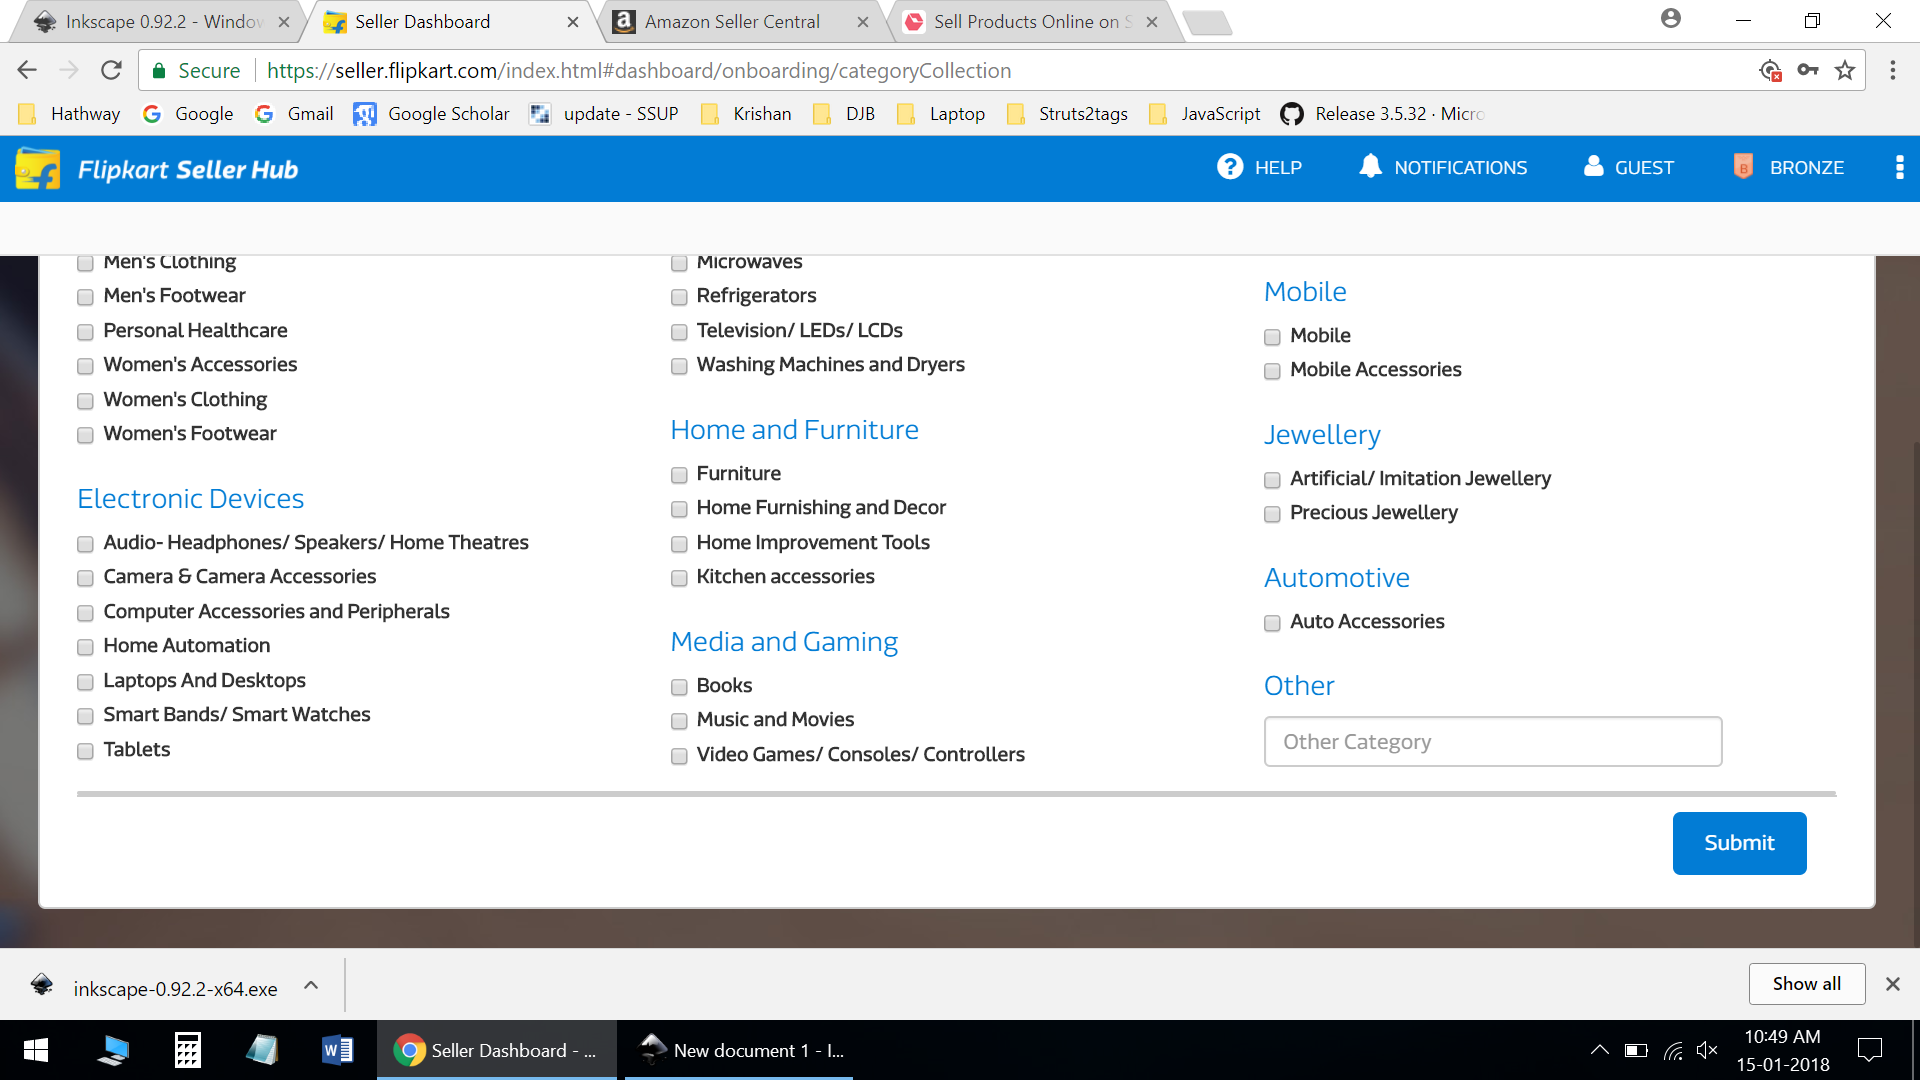 Inkscape 0.92.2 - Window
Seller Dashboard
Amazon Seller Central
Sell Products Online on S
Secure
https://seller.flipkart.com/index.html#dashboard/onboarding/categoryCollection
Hathway
Google
Gmail
Google Scholar
update - SSUP
Krishan
DJB
Laptop
Struts2tags
JavaScript
Release 3.5.32 · Micro
Flipkart Seller Hub
HELP
NOTIFICATIONS
GUEST
B
BRONZE
Men's Clothing
Men's Footwear
Personal Healthcare
Women's Accessories
Women's Clothing
Women's Footwear
Electronic Devices
Audio- Headphones/ Speakers/ Home Theatres
Camera & Camera Accessories
Computer Accessories and Peripherals
Home Automation
Laptops And Desktops
Smart Bands/ Smart Watches
Tablets
Microwaves
Refrigerators
Television/ LEDs/ LCDs
Washing Machines and Dryers
Home and Furniture
Furniture
Home Furnishing and Decor
Home Improvement Tools
Kitchen accessories
Media and Gaming
Books
Music and Movies
Video Games/ Consoles/ Controllers
Mobile
Mobile
Mobile Accessories
Jewellery
Artificial/ Imitation Jewellery
Precious Jewellery
Automotive
Auto Accessories
Other
Other Category
Submit
inkscape-0.92.2-x64.exe
Show all
Seller Dashboard - ...
New document 1 - I...
10:49 AM
15-01-2018